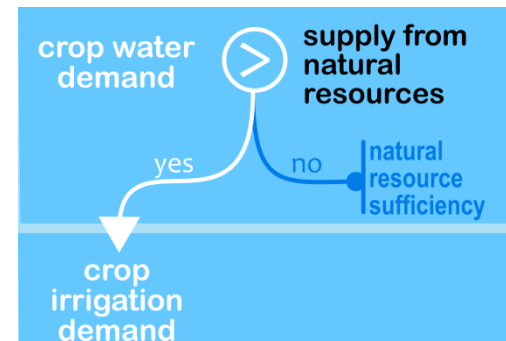 crop water
demand
>
supply from
natural
resources
yes
no
natural
resource
sufficiency
crop
irrigation
demand